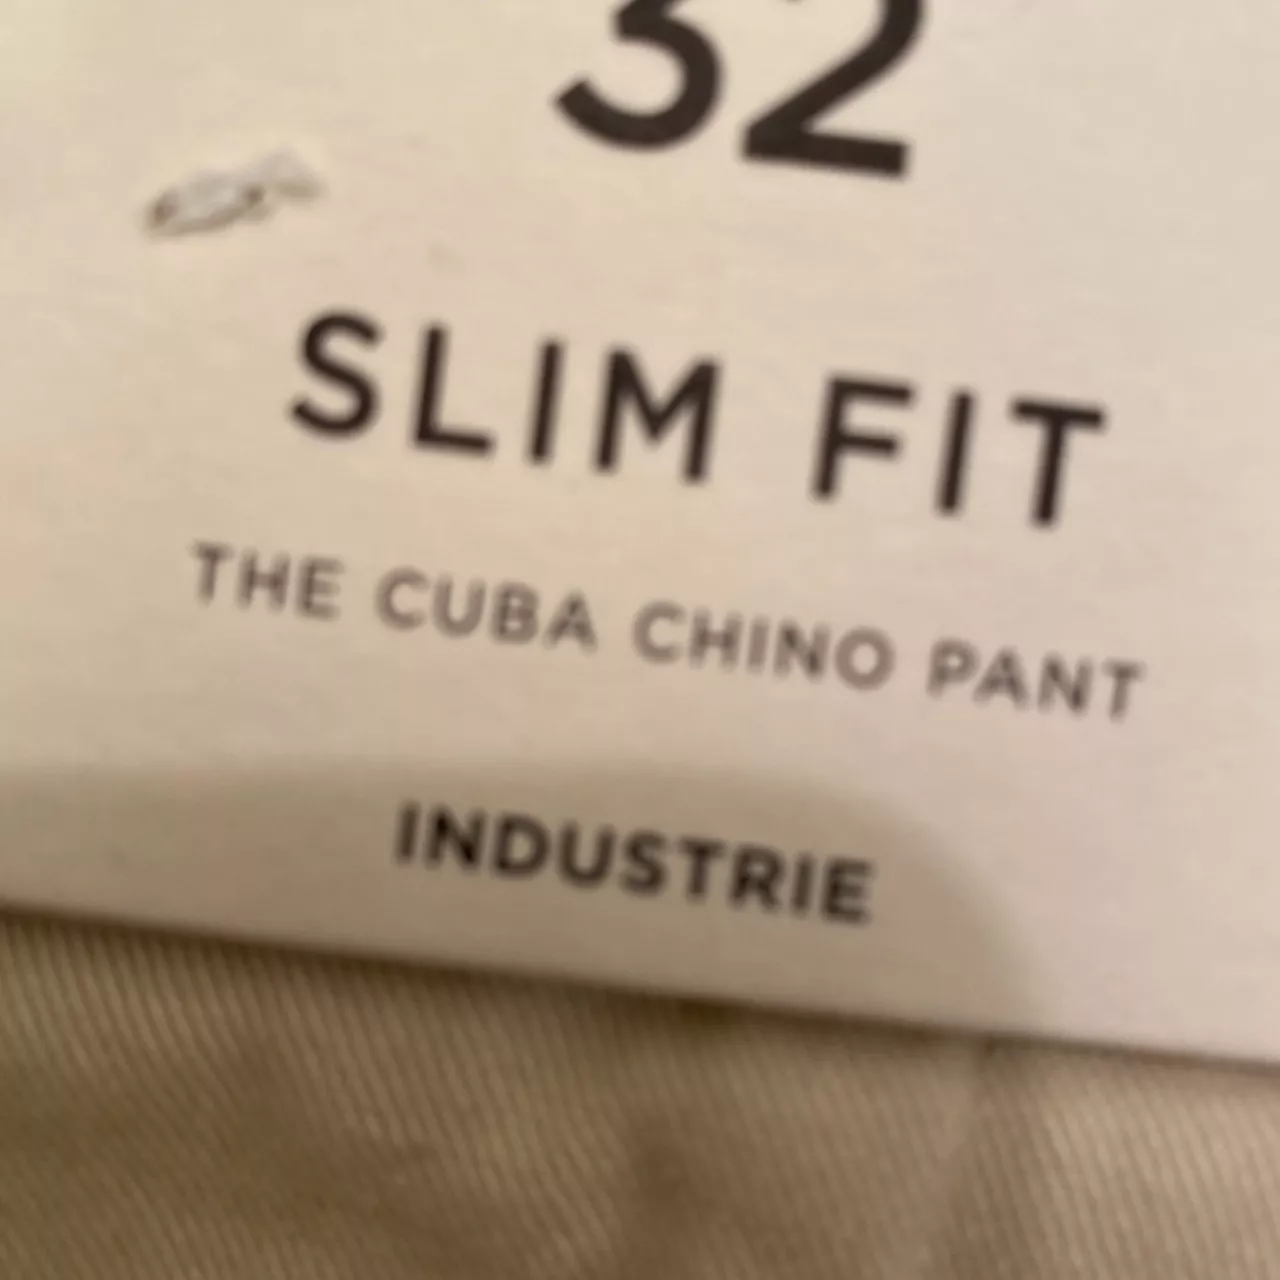 32
SLIM FIT
THE CUBA CHINO PANT
INDUSTRIE